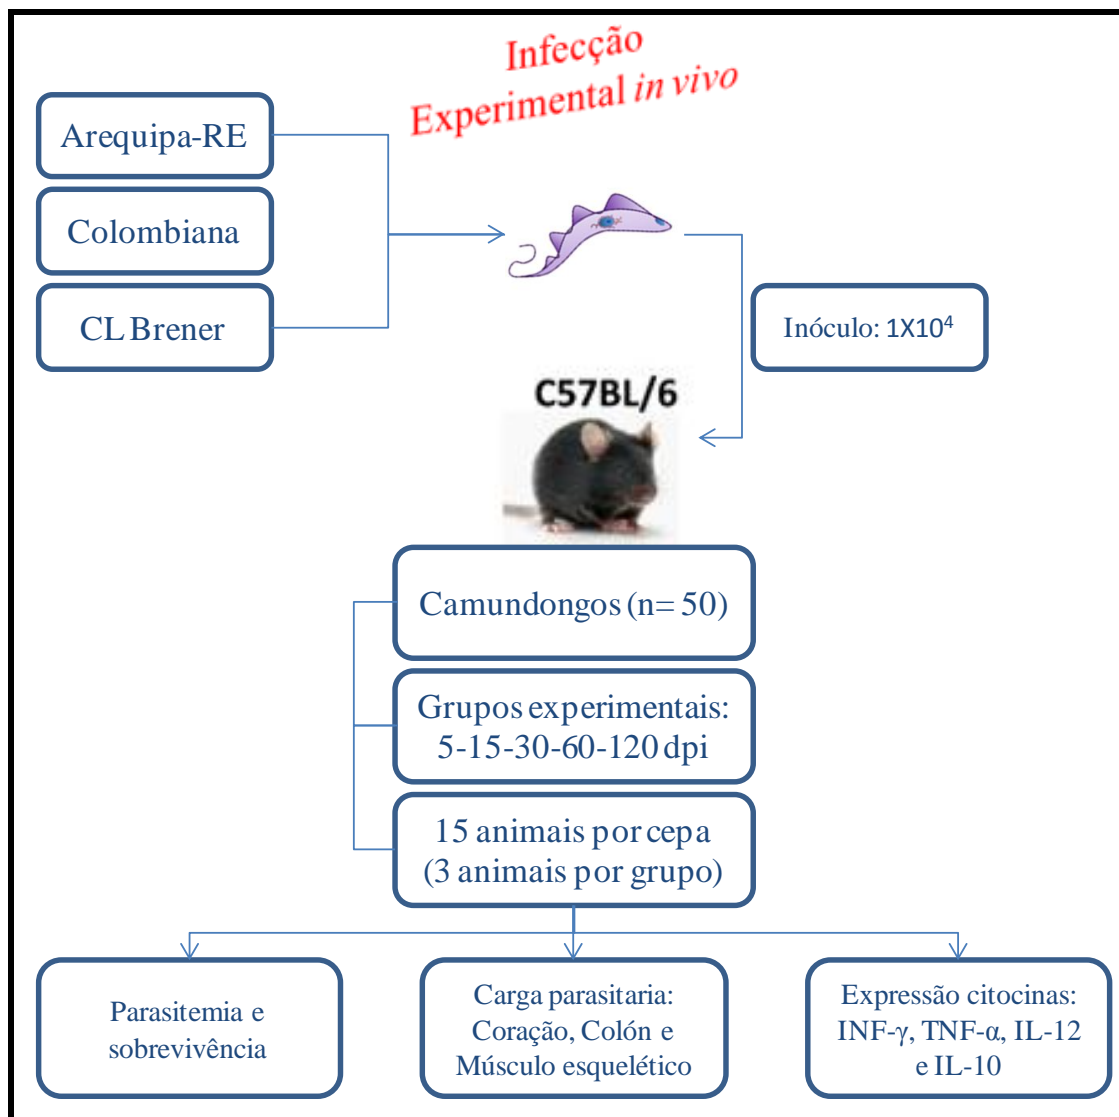 Infecção
Experimental in vivo
Arequipa-RE
Colombiana
CL Brener
Inóculo: 1X10⁴
C57BL/6
Camundongos (n= 50)
Grupos experimentais:
5-15-30-60-120 dpi
15 animais por cepa
(3 animais por grupo)
Parasitemia e
sobrevivência
Carga parasitaria:
Coração, Colón e
Músculo esquelético
Expressão citocinas:
INF-γ, TNF-α, IL-12
e IL-10